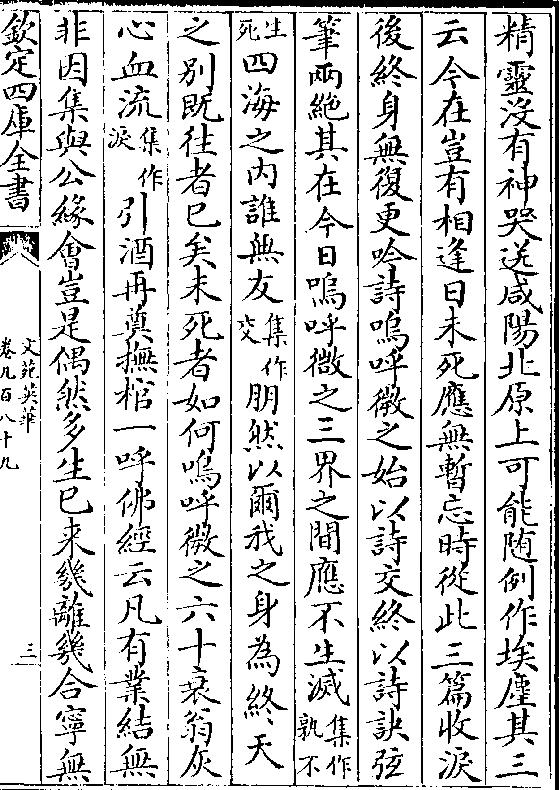 精靈没有神哭送咸陽北原上可能随例作埃塵其三
云今在豈有相逢日未死應無暫忘時從此三篇收淚
後終身無復更吟詩嗚呼微之始以詩交終以詩訣弦
筆兩絶其在今日嗚呼微之三界之間應不生滅集作孰不
生死四海之内誰無友集作交朋然以爾我之身為終天
之别既往者已矣未死者如何嗚呼微之六十衰翁灰
心血流集作淚引酒再奠撫棺一呼佛經云凡有業結無
非因集與公緣會豈是偶然多生已来幾離幾合寧無
欽定四庫全書
文苑英華
卷九百八十九
三